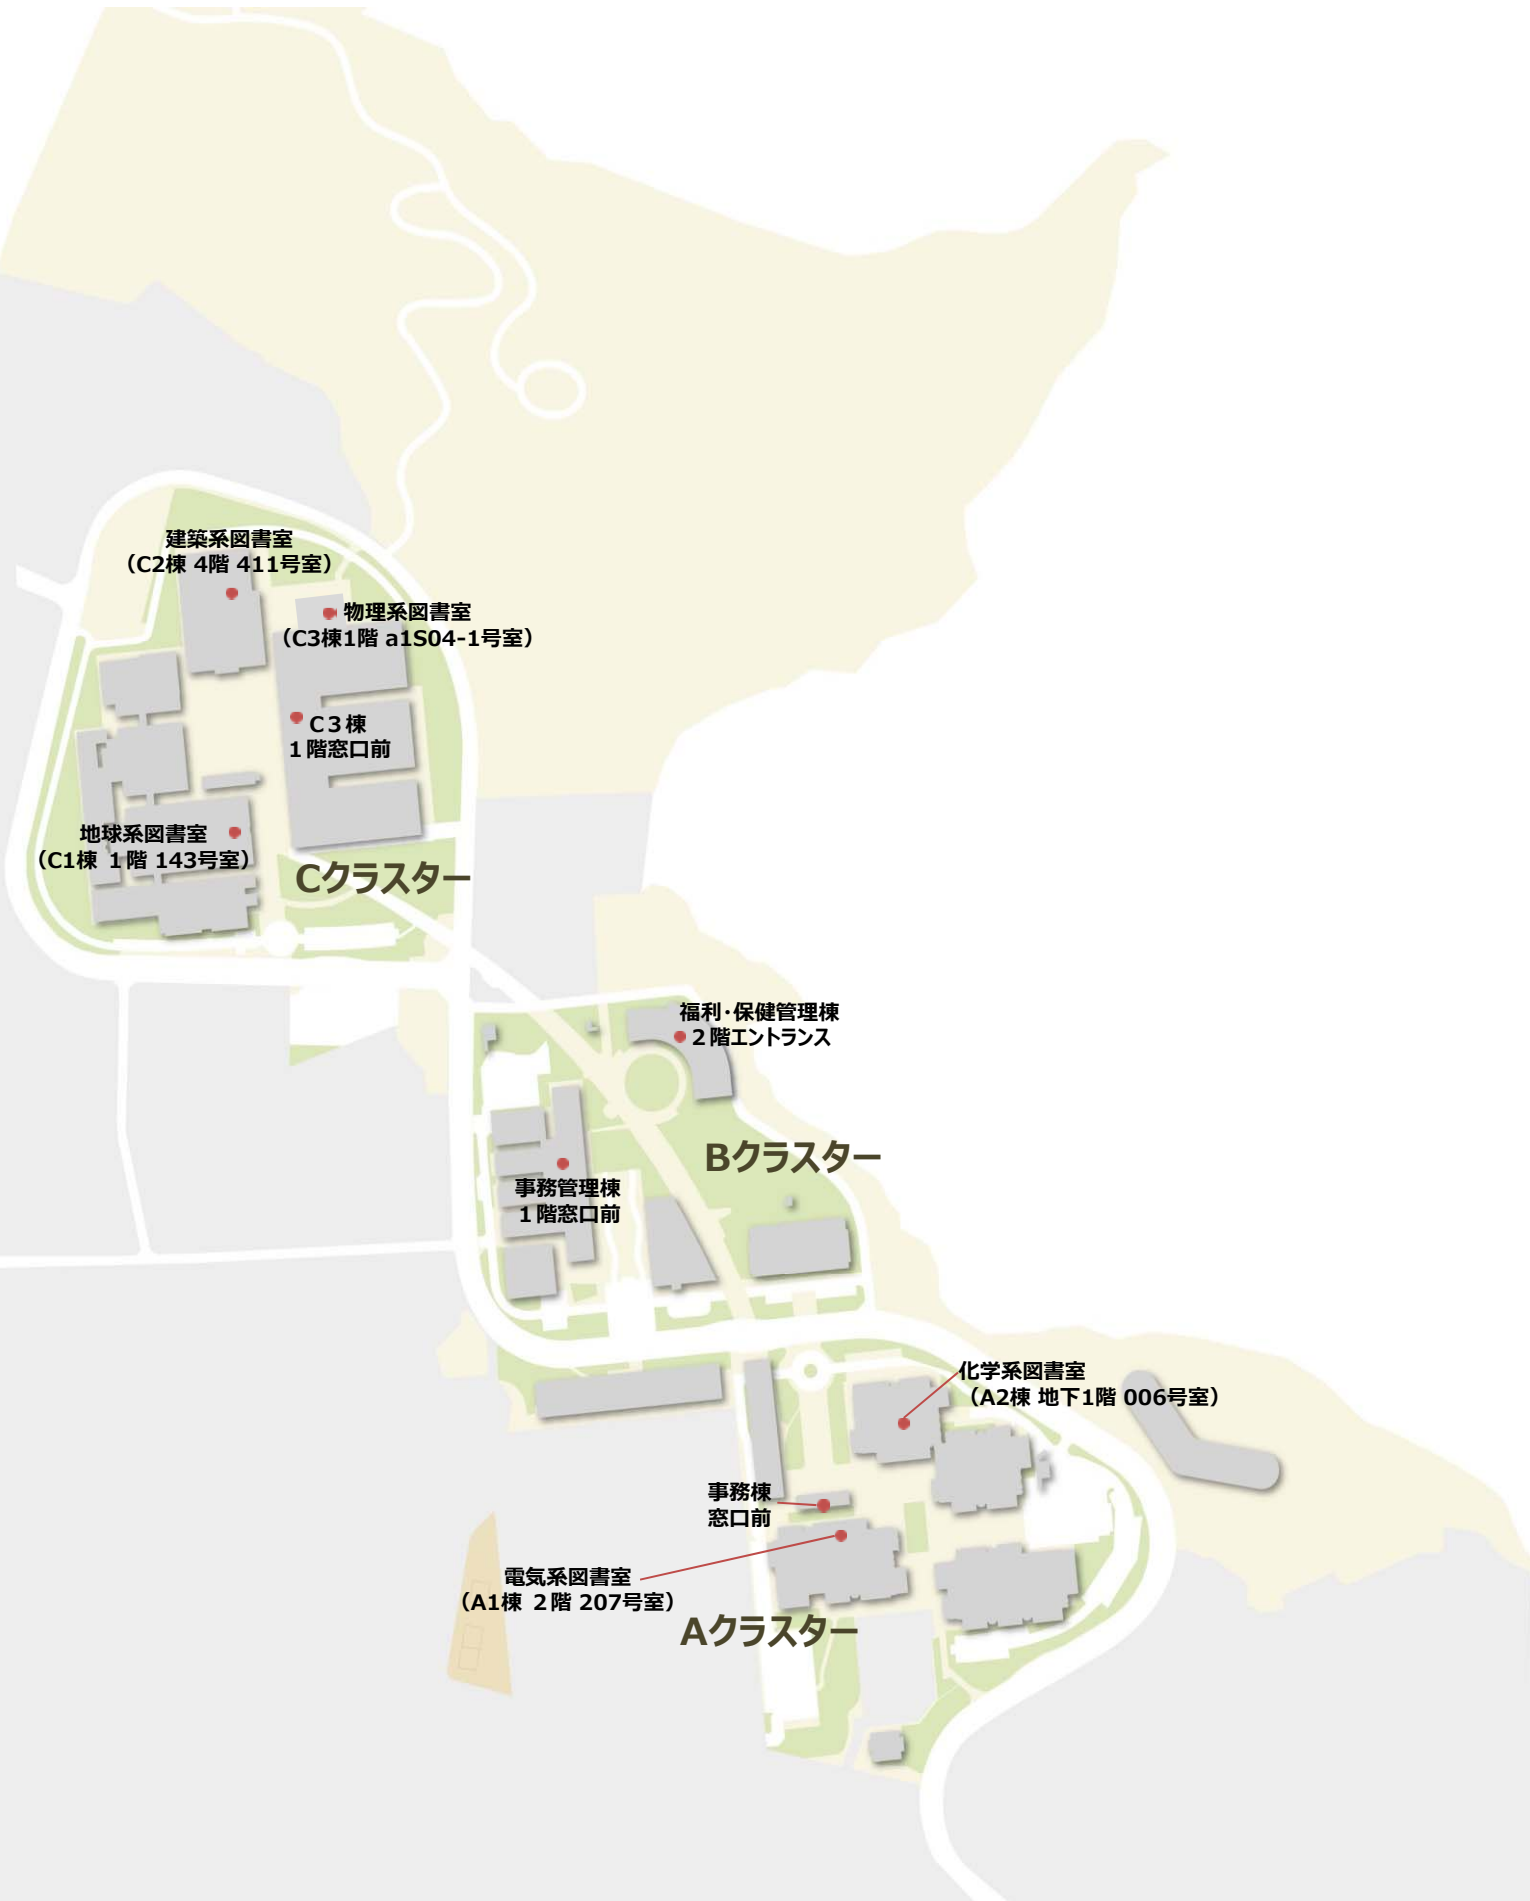 建築系図書室
（C2棟 4階 411号室）
物理系図書室
（C3棟1階 a1S04-1号室）
C３棟
１階窓口前
地球系図書室
（C1棟 １階 143号室）
Cクラスター
福利・保健管理棟
２階エントランス
Bクラスター
事務管理棟
１階窓口前
化学系図書室
（A2棟 地下1階 006号室）
事務棟
窓口前
電気系図書室
（A1棟 ２階 207号室）
Aクラスター